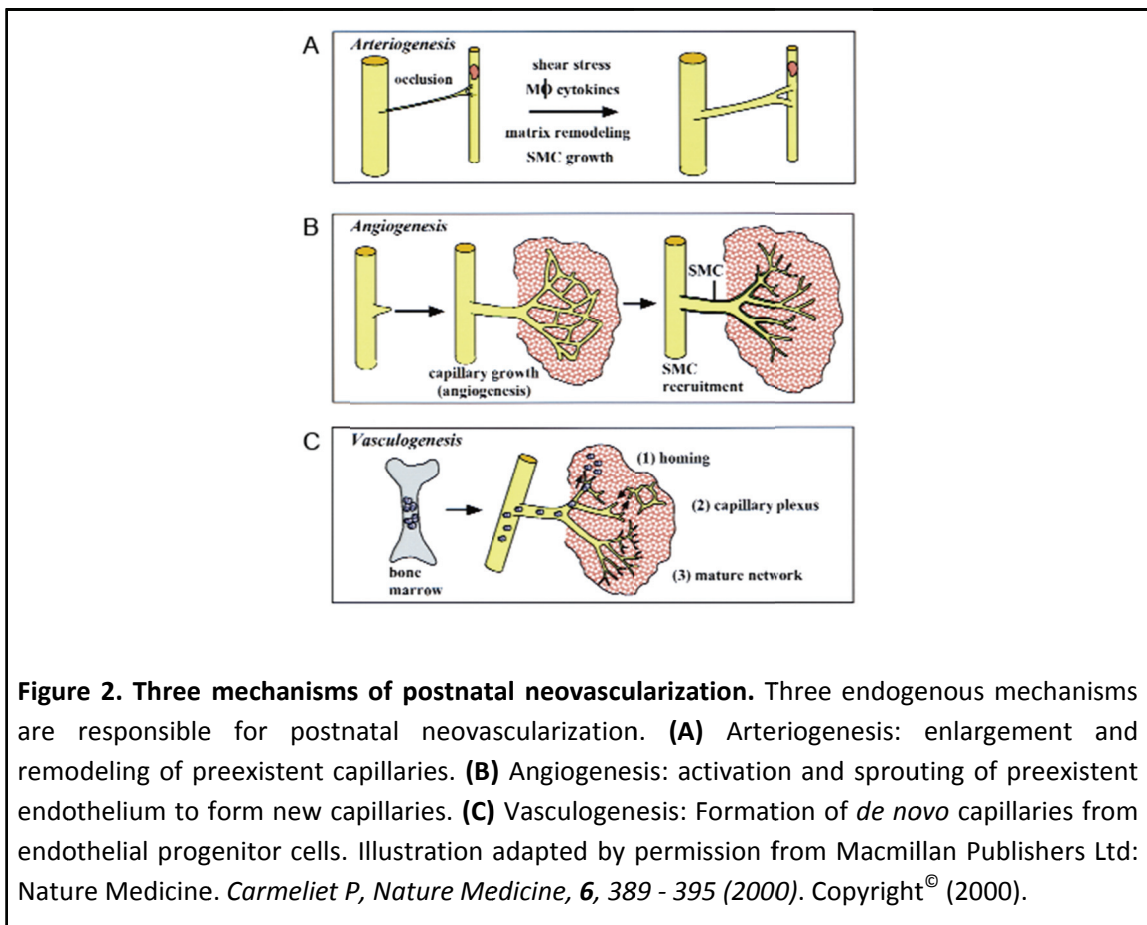 A
Arteriogenesis
occlusion
shear stress
MΦ cytokines
matrix remodeling
SMC growth
B
Angiogenesis
capillary growth
(angiogenesis)
SMC
SMC
recruitment
C
Vasculogenesis
bone
marrow
(1) homing
(2) capillary plexus
(3) mature network
Figure 2. Three mechanisms of postnatal neovascularization. Three endogenous mechanisms
are responsible for postnatal neovascularization. (A) Arteriogenesis: enlargement and
remodeling of preexistent capillaries. (B) Angiogenesis: activation and sprouting of preexistent
endothelium to form new capillaries. (C) Vasculogenesis: Formation of de novo capillaries from
endothelial progenitor cells. Illustration adapted by permission from Macmillan Publishers Ltd:
Nature Medicine. Carmeliet P, Nature Medicine, 6, 389 - 395 (2000). Copyright© (2000).